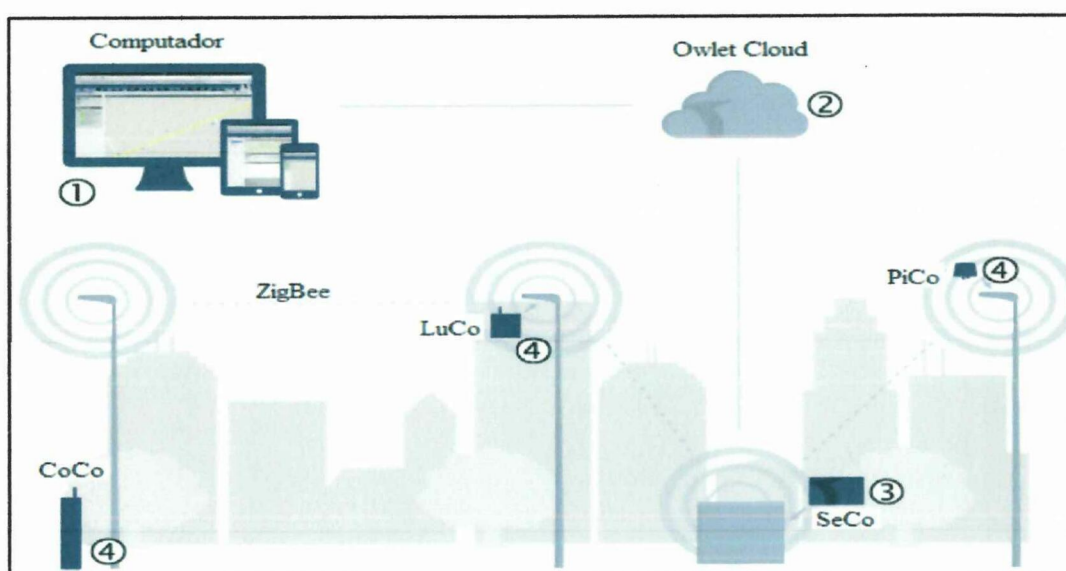 Computador
Owlet Cloud
②
①
PiCo
④
ZigBee
LuCo
④
CoCo
④
③
SeCo